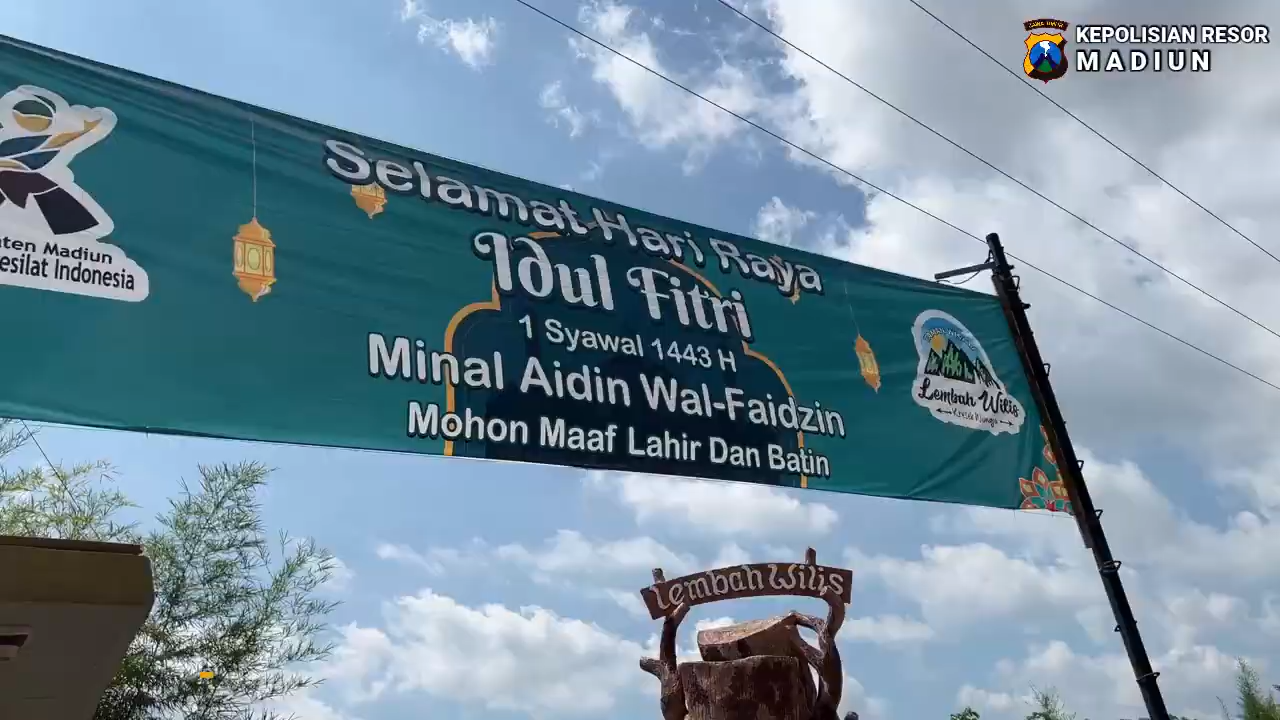 KEPOLISIAN RESOR
MADIUN
Selamat Hari Raya
Idul Fitri
1 Syawal 1443 H
Minal Aidin Wal-Faidzin
Mohon Maaf Lahir Dan Batin
Madiun
Indonesia
Lembah Wilis
Lembah Wilis